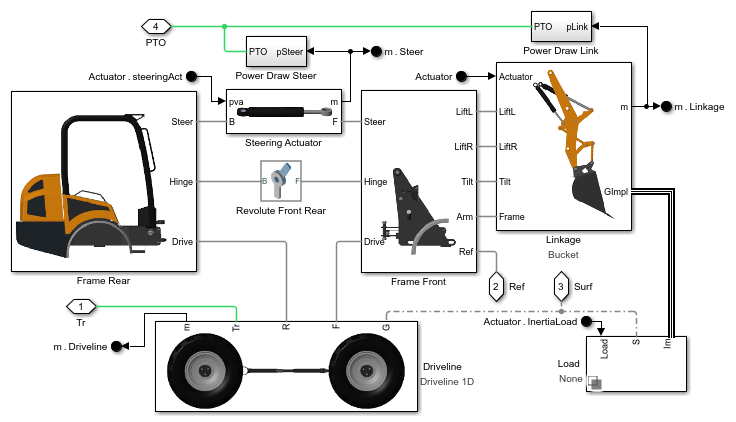 4
PTO
PTO pSteer
Power Draw Steer
m . Steer
PTO pLink
Power Draw Link
Actuator . steeringAct
pva m
B F
Steering Actuator
Actuator
Actuator
LiftL
LiftR
Tilt
Frame
m
GImpl
m . Linkage
Linkage
Bucket
Steer
Hinge
Drive
Frame Rear
B F
Revolute Front Rear
Steer
Hinge
Drive
LiftL
LiftR
Tilt
Arm
Ref
Frame Front
2
Ref
3
Surf
1
Tr
m . Driveline
m
Tr
R
F
G
Driveline
Driveline 1D
Actuator . InertiaLoad
Load
S
Im
Load
None